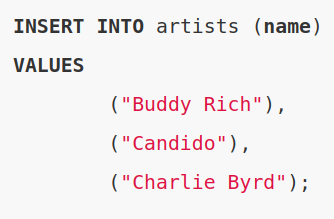 INSERT INTO artists (name)
VALUES
("Buddy Rich"),
("Candido"),
("Charlie Byrd");